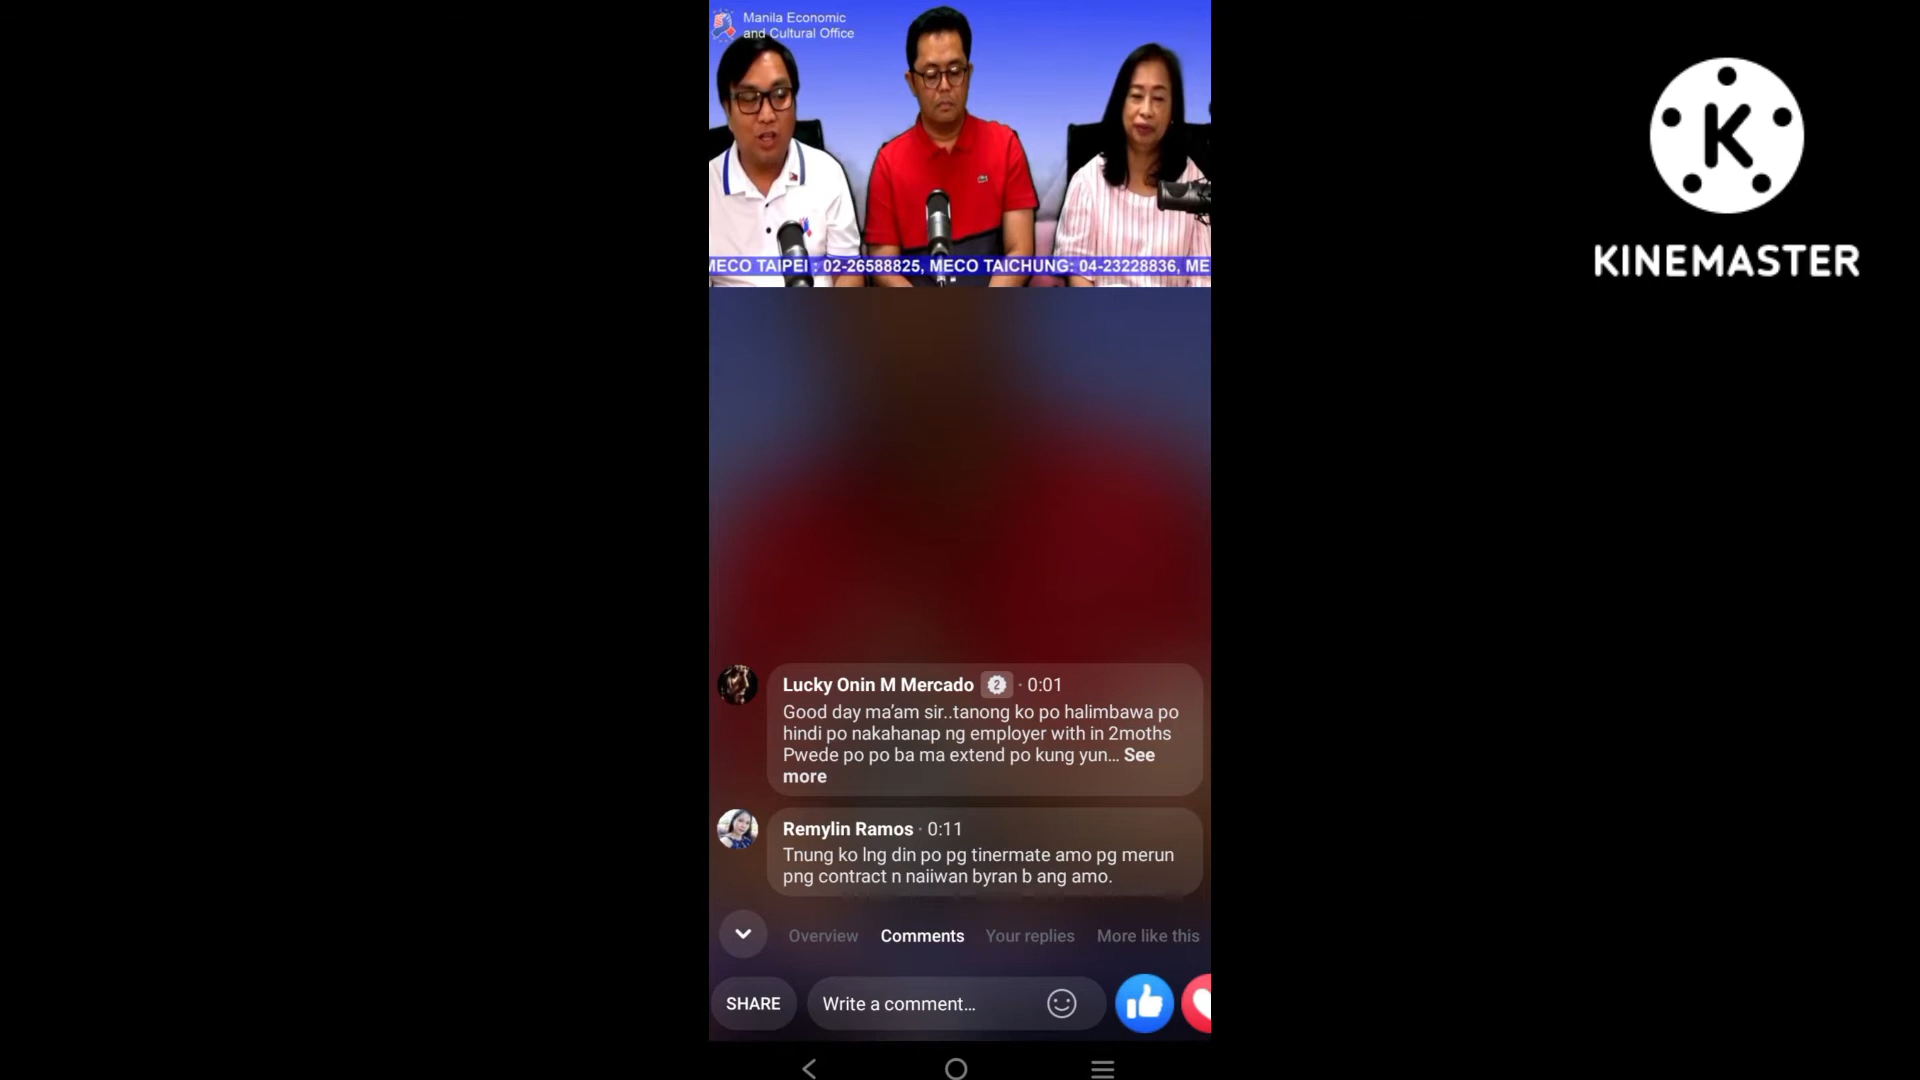 Manila Economic
and Cultural Office
MECO TAIPEI : 02-26588825, MECO TAICHUNG: 04-23228836, ME
K
KINEMASTER
Lucky Onin M Mercado 2 · 0:01
Good day ma'am sir..tanong ko po halimbawa po
hindi po nakahanap ng employer with in 2moths
Pwede po po ba ma extend po kung yun... See
more
Remylin Ramos · 0:11
Tnung ko lng din po pg tinermate amo pg merun
png contract n naiiwan byran b ang amo.
Overview Comments Your replies More like this
SHARE Write a comment...